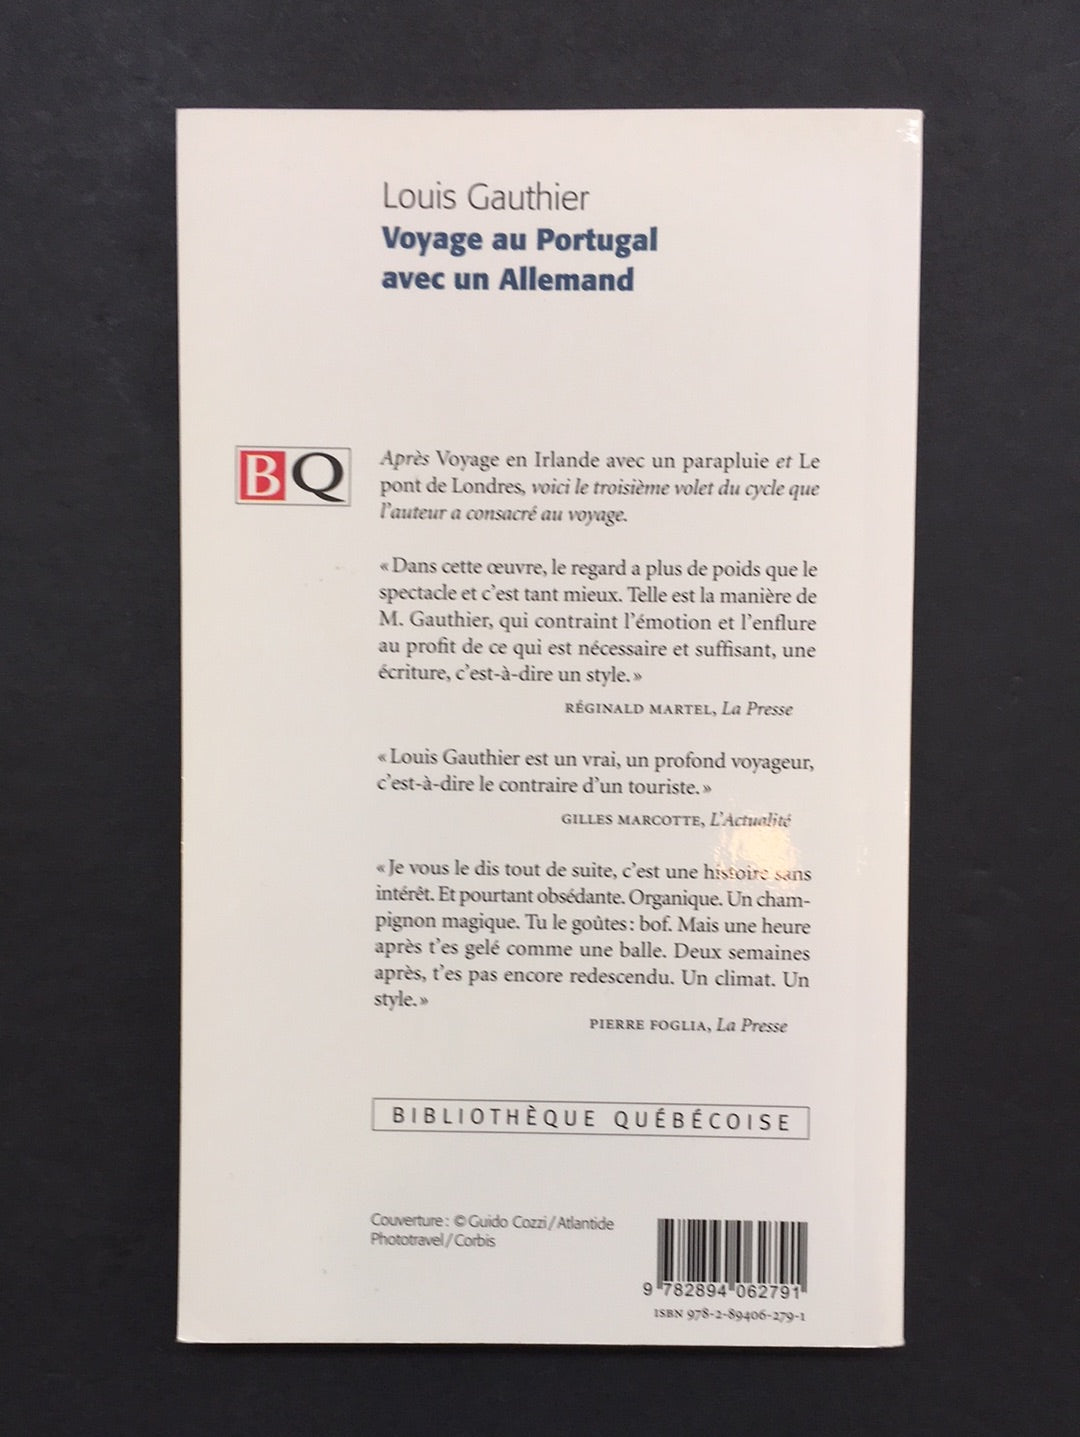 Louis Gauthier
Voyage au Portugal
avec un Allemand
BQ
Après Voyage en Irlande avec un parapluie et Le
pont de Londres, voici le troisième volet du cycle que
l'auteur a consacré au voyage.
« Dans cette œuvre, le regard a plus de poids que le
spectacle et c'est tant mieux. Telle est la manière de
M. Gauthier, qui contraint l'émotion et l'enflure
au profit de ce qui est nécessaire et suffisant, une
écriture, c'est-à-dire un style. »
RÉGINALD MARTEL, La Presse
« Louis Gauthier est un vrai, un profond voyageur,
c'est-à-dire le contraire d'un touriste. »
GILLES MARCOTTE, L'Actualité
« Je vous le dis tout de suite, c'est une histoire sans
intérêt. Et pourtant obsédante. Organique. Un cham-
pignon magique. Tu le goûtes : bof. Mais une heure
après t'es gelé comme une balle. Deux semaines
après, t'es pas encore redescendu. Un climat. Un
style. »
PIERRE FOGLIA, La Presse
BIBLIOTHÈQUE QUÉBÉCOISE
Couverture : © Guido Cozzi / Atlantide
Phototravel / Corbis
9 782894 062791
ISBN 978-2-89406-279-1